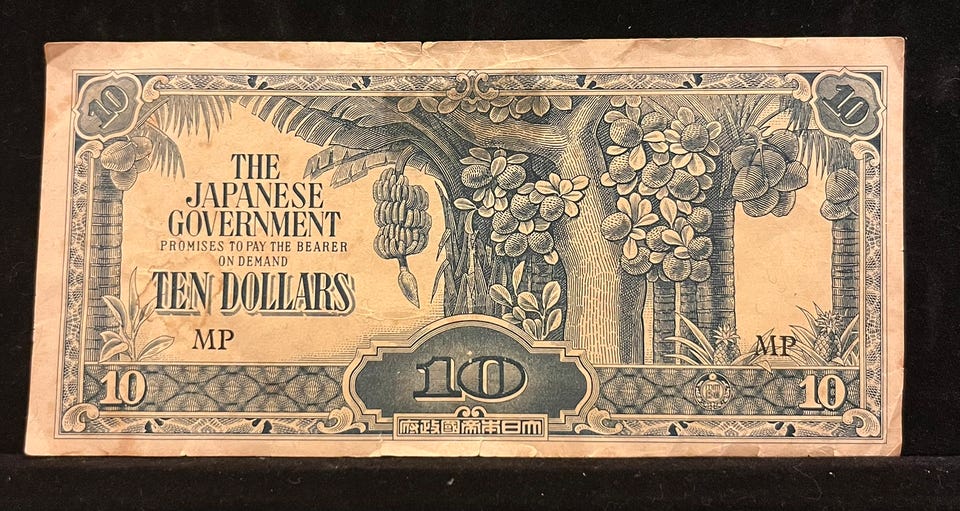 10
10
THE
JAPANESE
GOVERNMENT
PROMISES TO PAY THE BEARER
ON DEMAND
TEN DOLLARS
MP
MP
10
10
10
大日本帝國政府